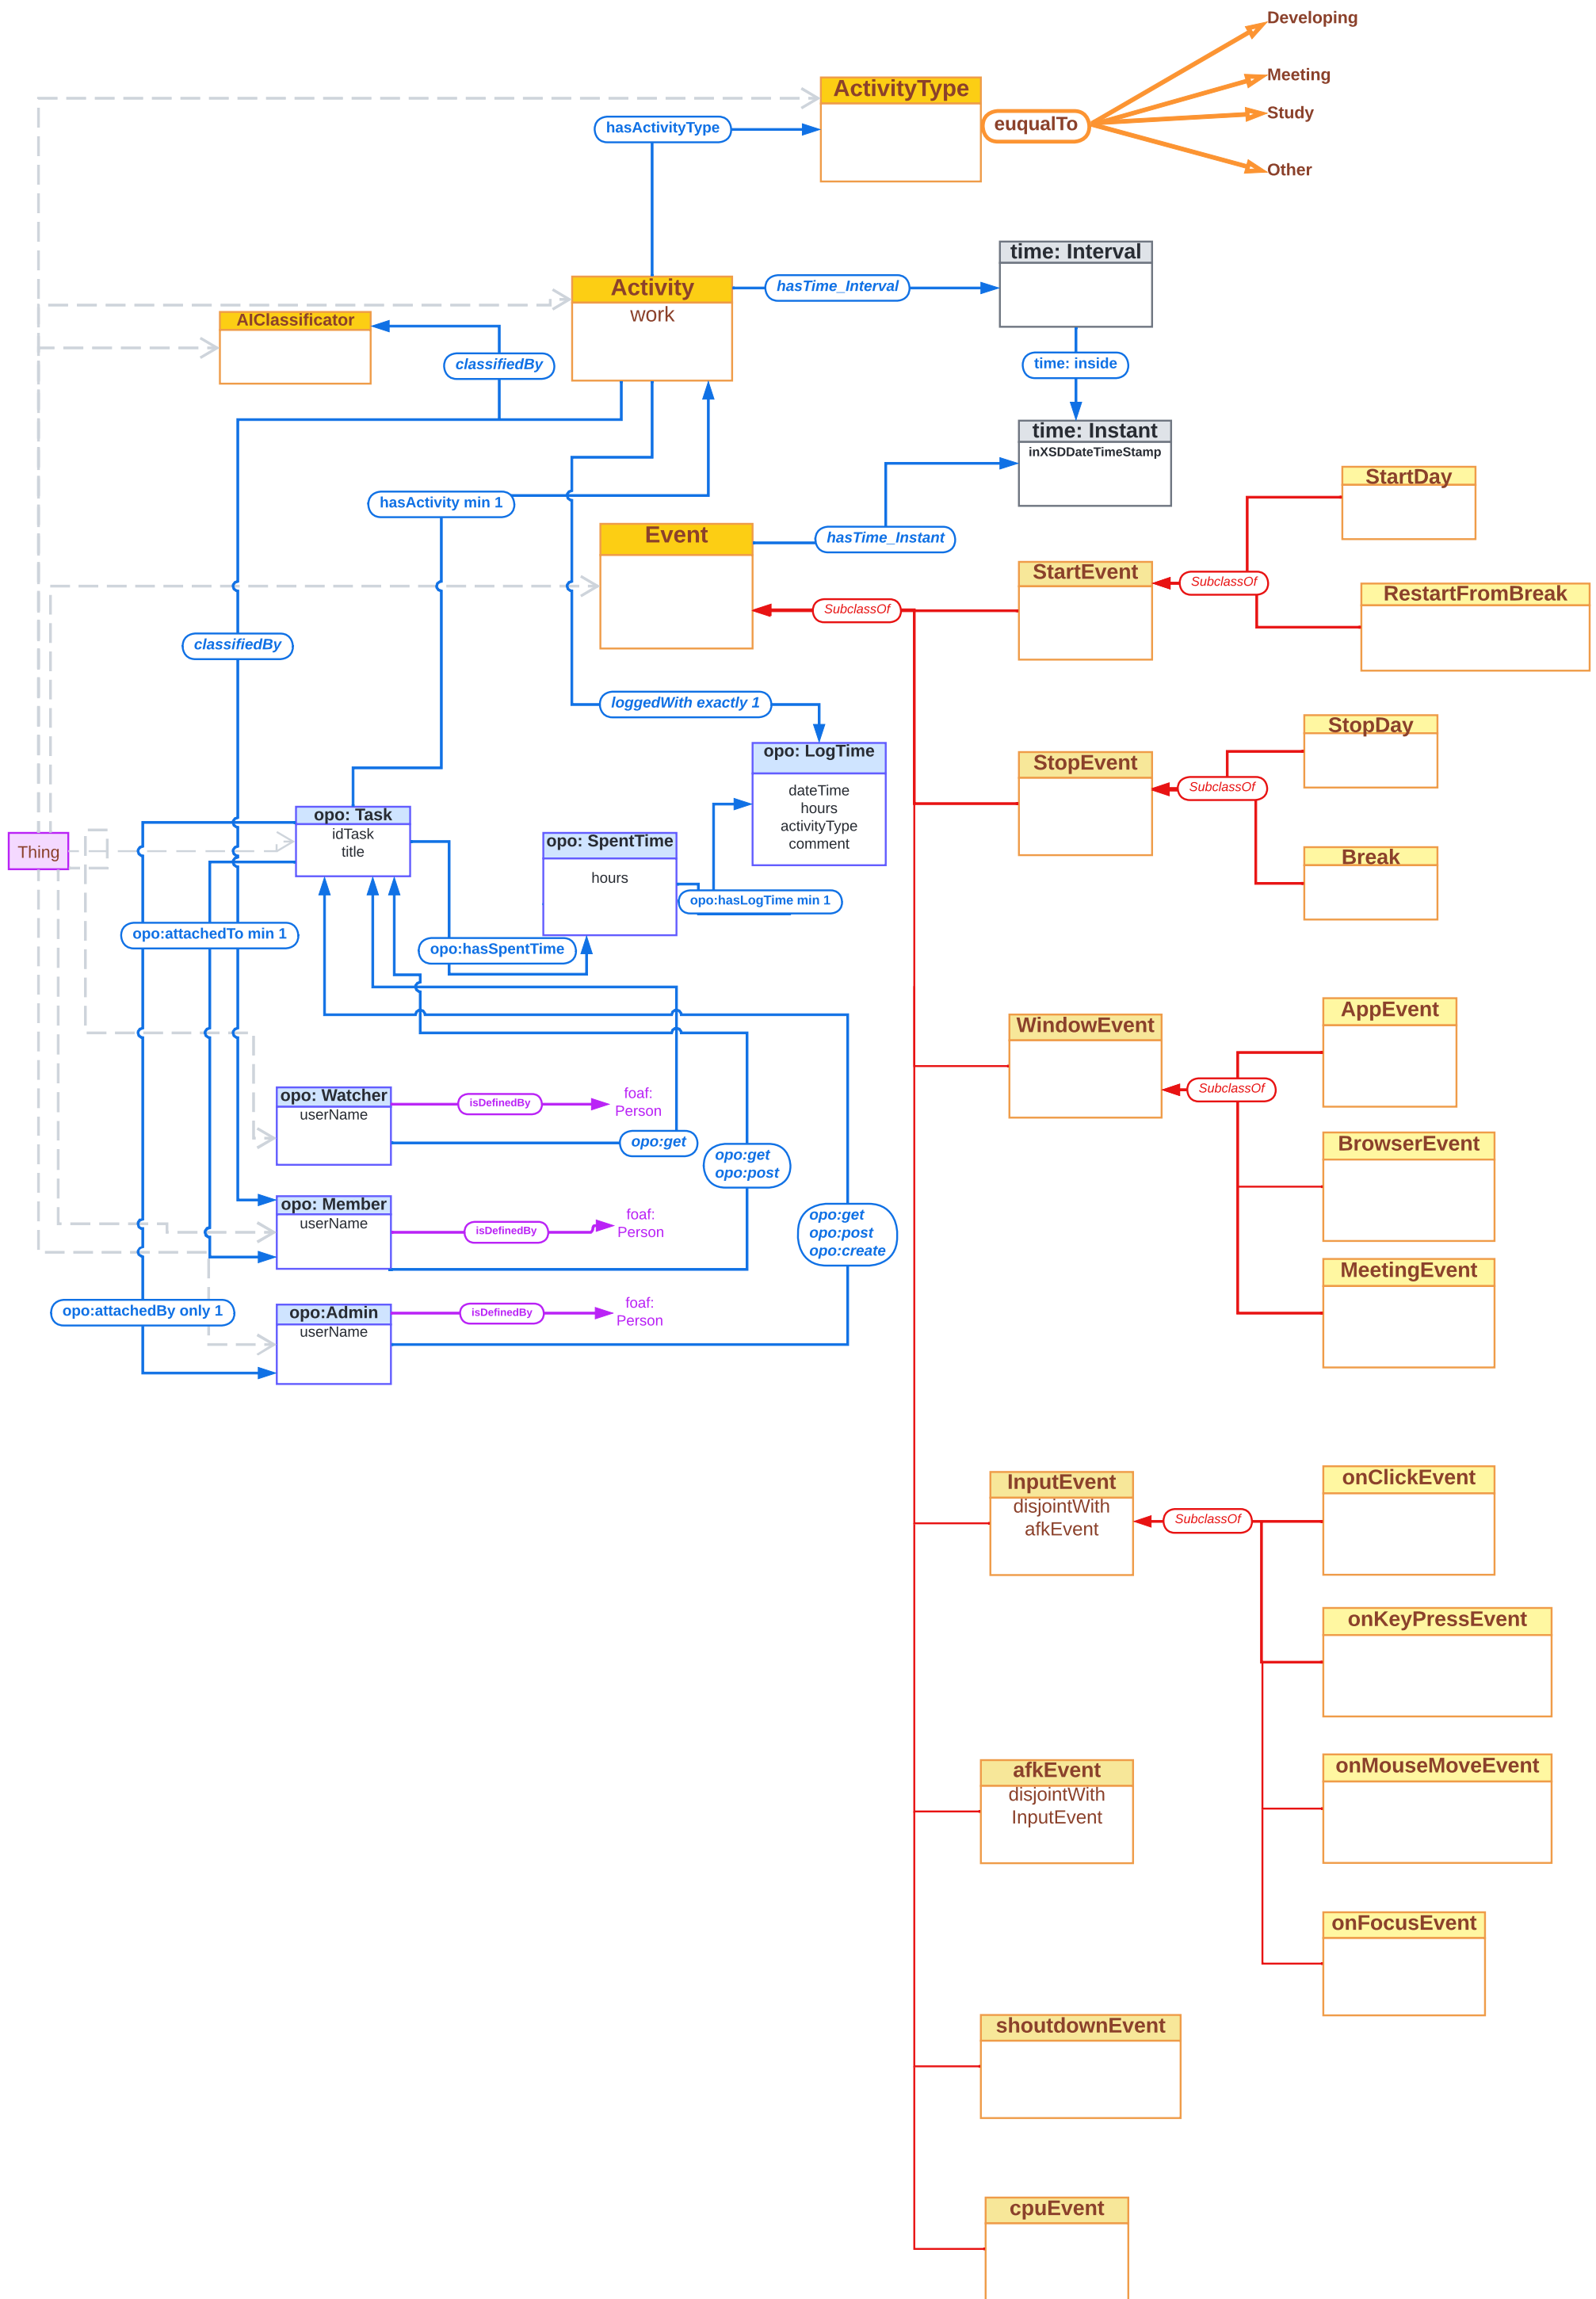 Developing
ActivityType
Meeting
hasActivityType
euqualTo
Study
Other
time: Interval
Activity
hasTime_Interval
work
AIClassificator
classifiedBy
time: inside
time: Instant
inXSDDateTimeStamp
StartDay
hasActivity min 1
Event
hasTime_Instant
StartEvent
SubclassOf
RestartFromBreak
SubclassOf
classifiedBy
loggedWith exactly 1
StopDay
opo: LogTime
StopEvent
SubclassOf
dateTime
hours
activityType
comment
opo: Task
idTask
title
Thing
opo: SpentTime
hours
Break
opo:hasLogTime min 1
opo:attachedTo min 1
opo:hasSpentTime
AppEvent
WindowEvent
SubclassOf
opo: Watcher
userName
isDefinedBy
foaf:
Person
opo:get
BrowserEvent
opo:get
opo:post
opo: Member
userName
isDefinedBy
foaf:
Person
opo:get
opo:post
opo:create
MeetingEvent
opo:attachedBy only 1
opo:Admin
userName
isDefinedBy
foaf:
Person
InputEvent
disjointWith
afkEvent
SubclassOf
onClickEvent
onKeyPressEvent
afkEvent
disjointWith
InputEvent
onMouseMoveEvent
onFocusEvent
shoutdownEvent
cpuEvent